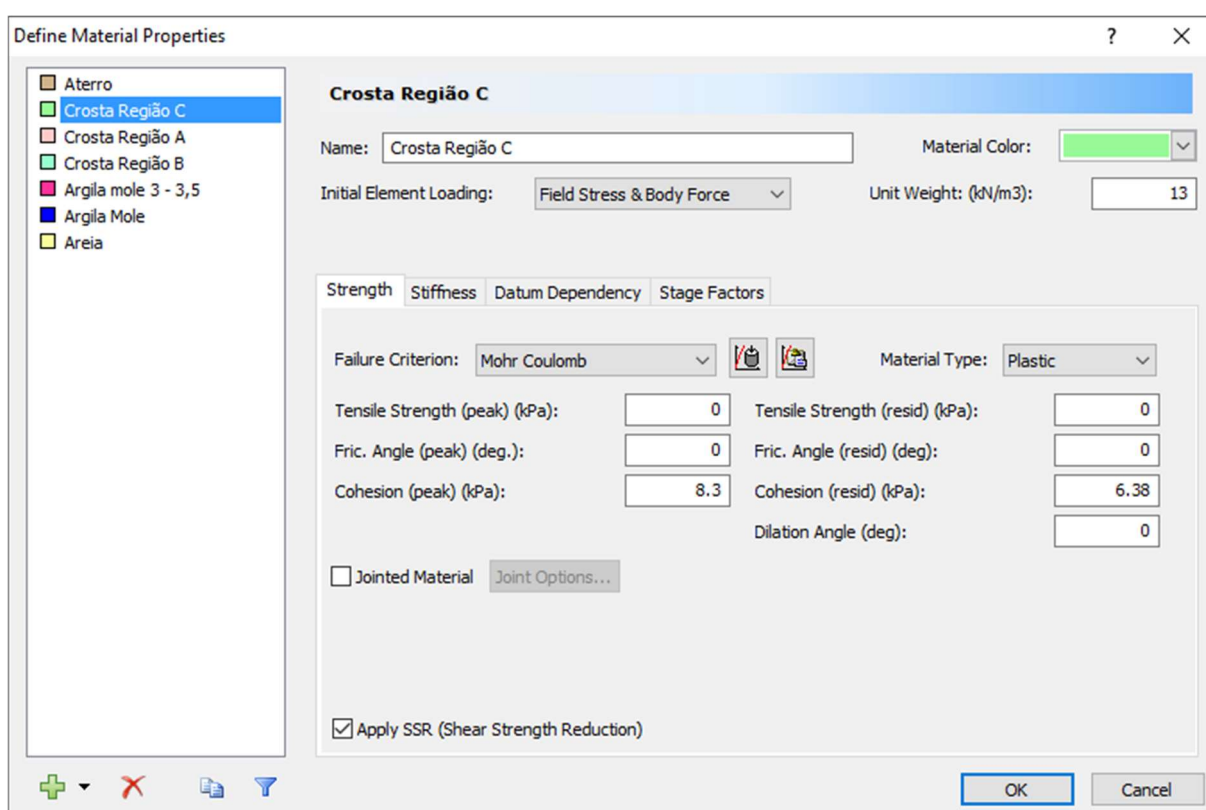 Define Material Properties ?
Aterro
Crosta Região C
Crosta Região A
Crosta Região B
Argila mole 3 - 3,5
Argila Mole
Areia
Crosta Região C
Name: Crosta Região C Material Color:
Initial Element Loading: Field Stress & Body Force Unit Weight: (kN/m3): 13
Strength Stiffness Datum Dependency Stage Factors
Failure Criterion: Mohr Coulomb Material Type: Plastic
Tensile Strength (peak) (kPa): 0 Tensile Strength (resid) (kPa): 0
Fric. Angle (peak) (deg.): 0 Fric. Angle (resid) (deg): 0
Cohesion (peak) (kPa): 8.3 Cohesion (resid) (kPa): 6.38
Dilation Angle (deg): 0
Jointed Material Joint Options...
Apply SSR (Shear Strength Reduction)
OK Cancel